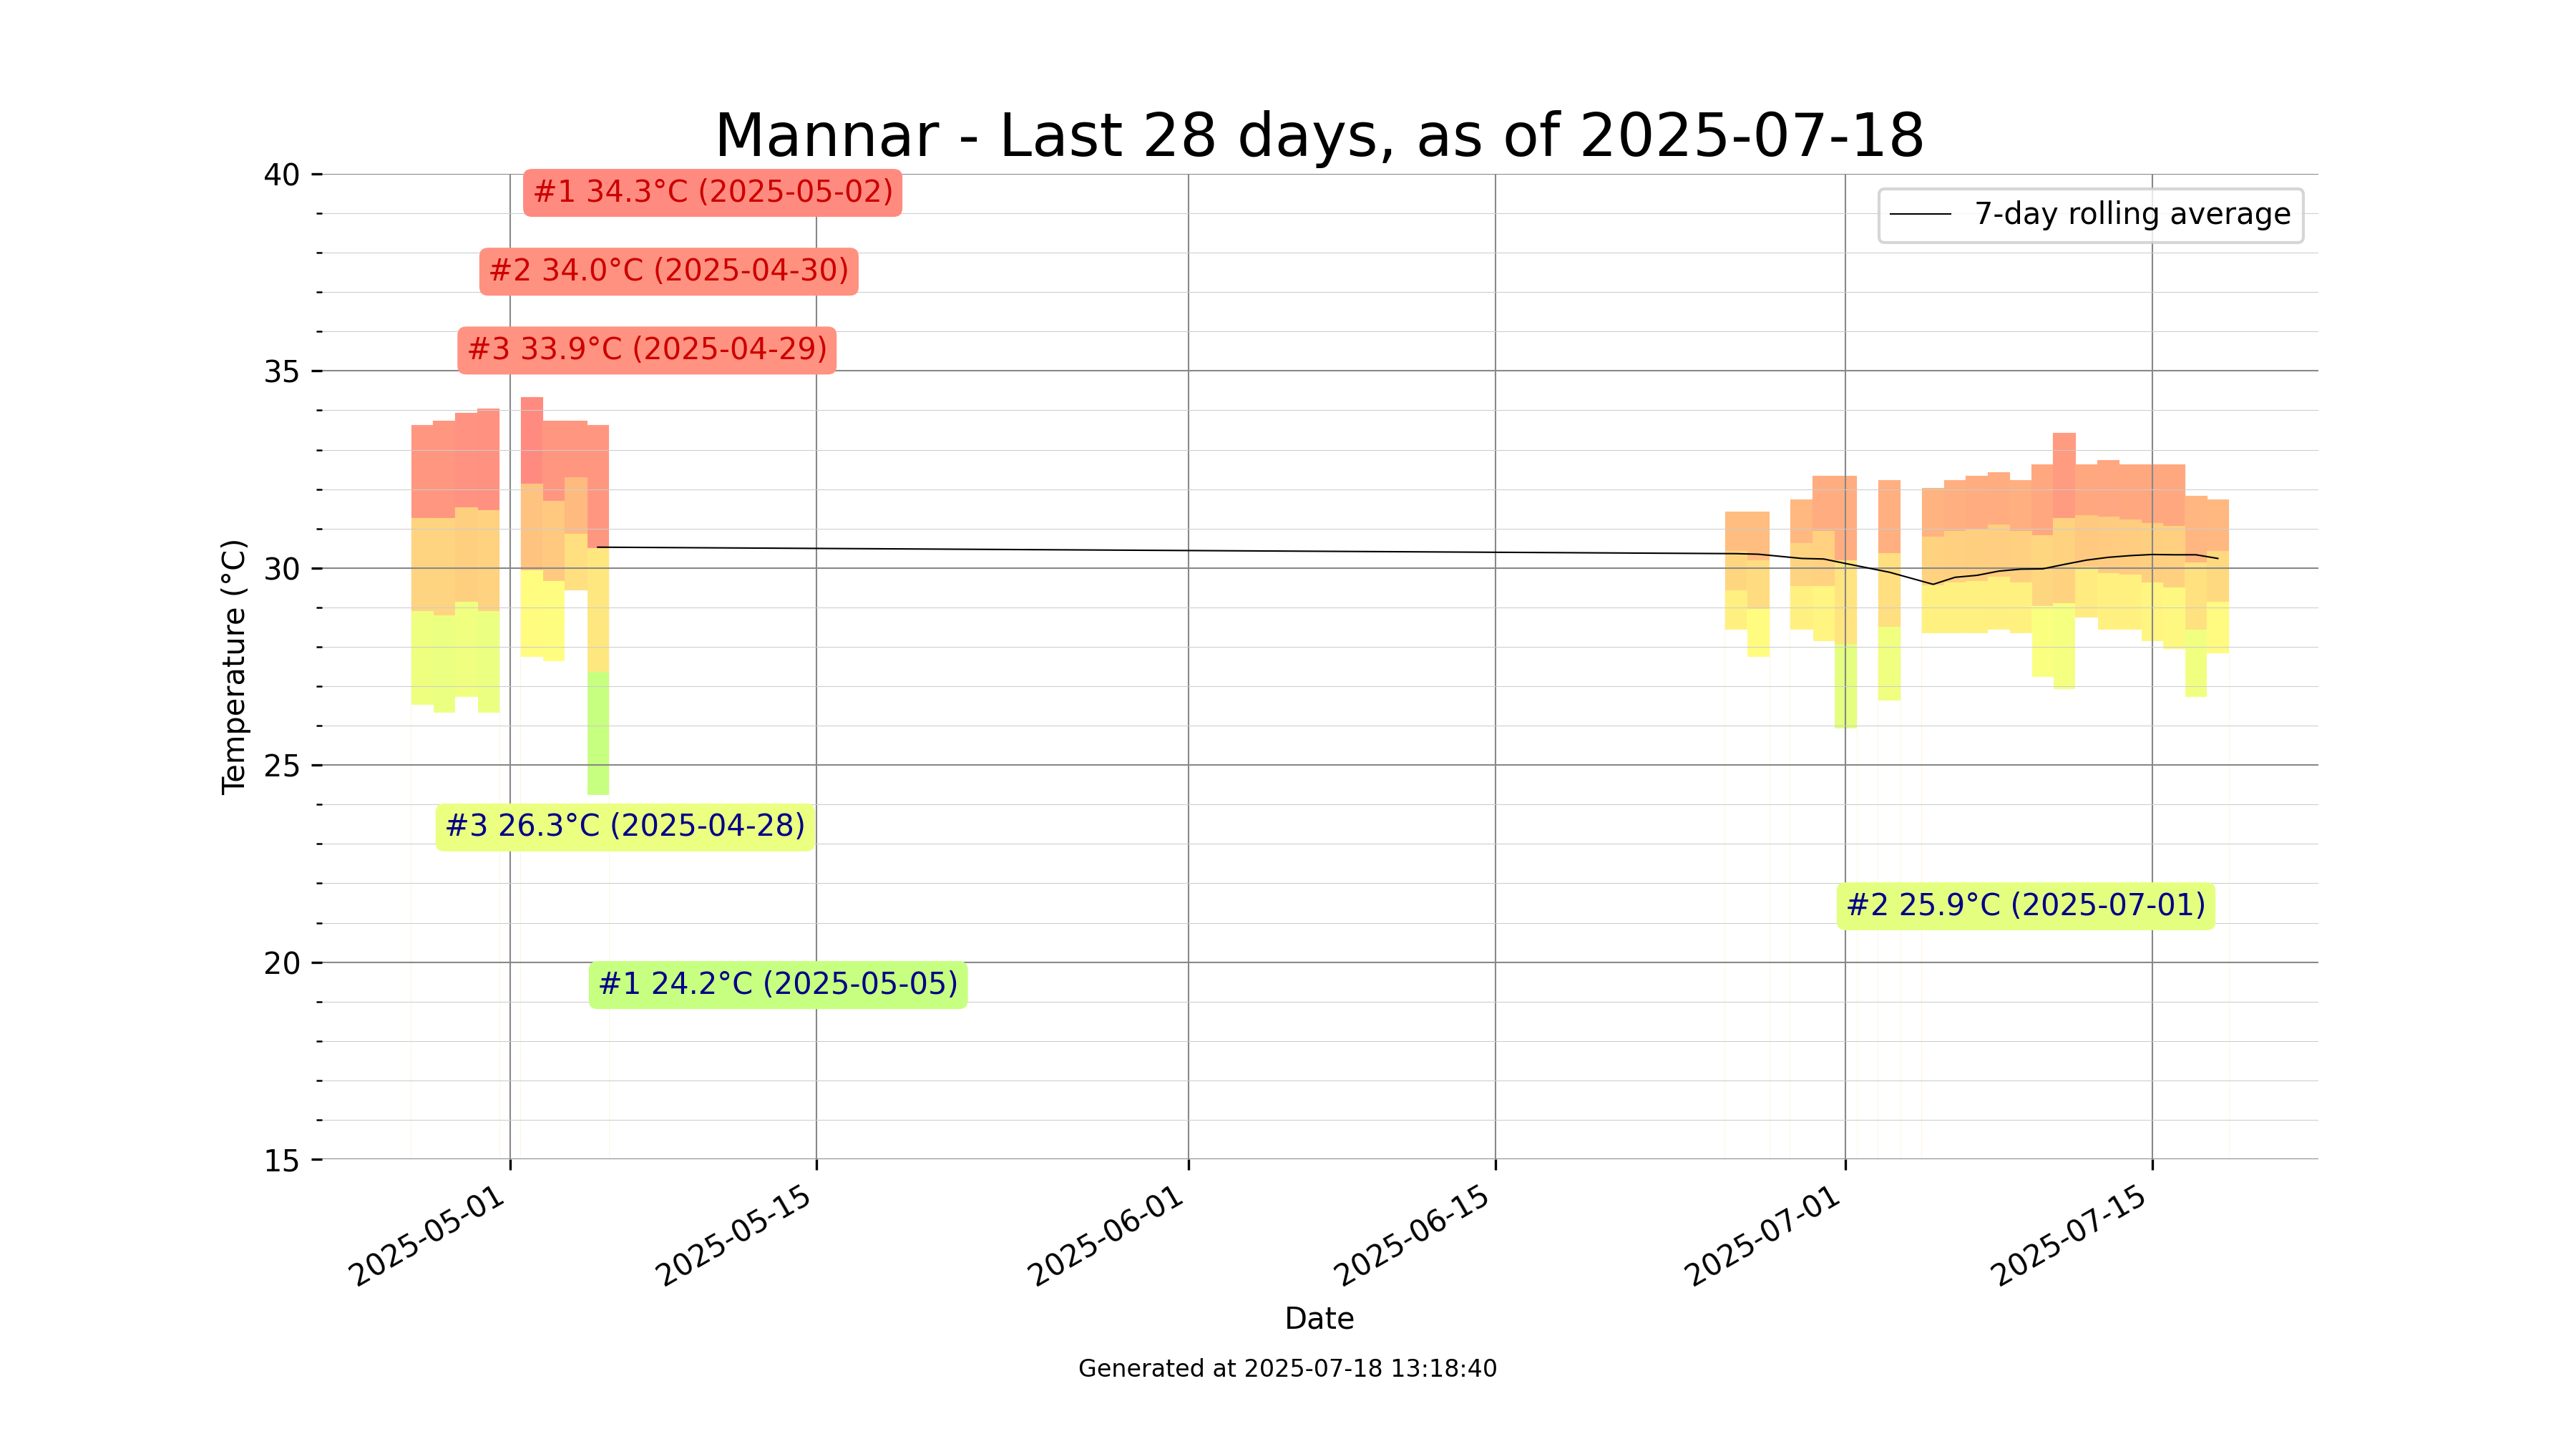 Mannar - Last 28 days, as of 2025-07-18
40
#1 34.3°C (2025-05-02)
7-day rolling average
#2 34.0°C (2025-04-30)
#3 33.9°C (2025-04-29)
35
30
Temperature (°C)
25
#3 26.3°C (2025-04-28)
#2 25.9°C (2025-07-01)
20
#1 24.2°C (2025-05-05)
15
2025-05-01
2025-05-15
2025-06-01
2025-06-15
2025-07-01
2025-07-15
Date
Generated at 2025-07-18 13:18:40